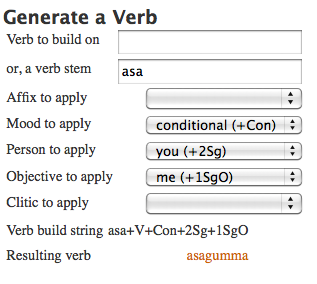 Generate a Verb
Verb to build on
or, a verb stem asa
Affix to apply
Mood to apply conditional (+Con)
Person to apply you (+2Sg)
Objective to apply me (+1SgO)
Clitic to apply
Verb build string asa+V+Con+2Sg+1SgO
Resulting verb asagumma